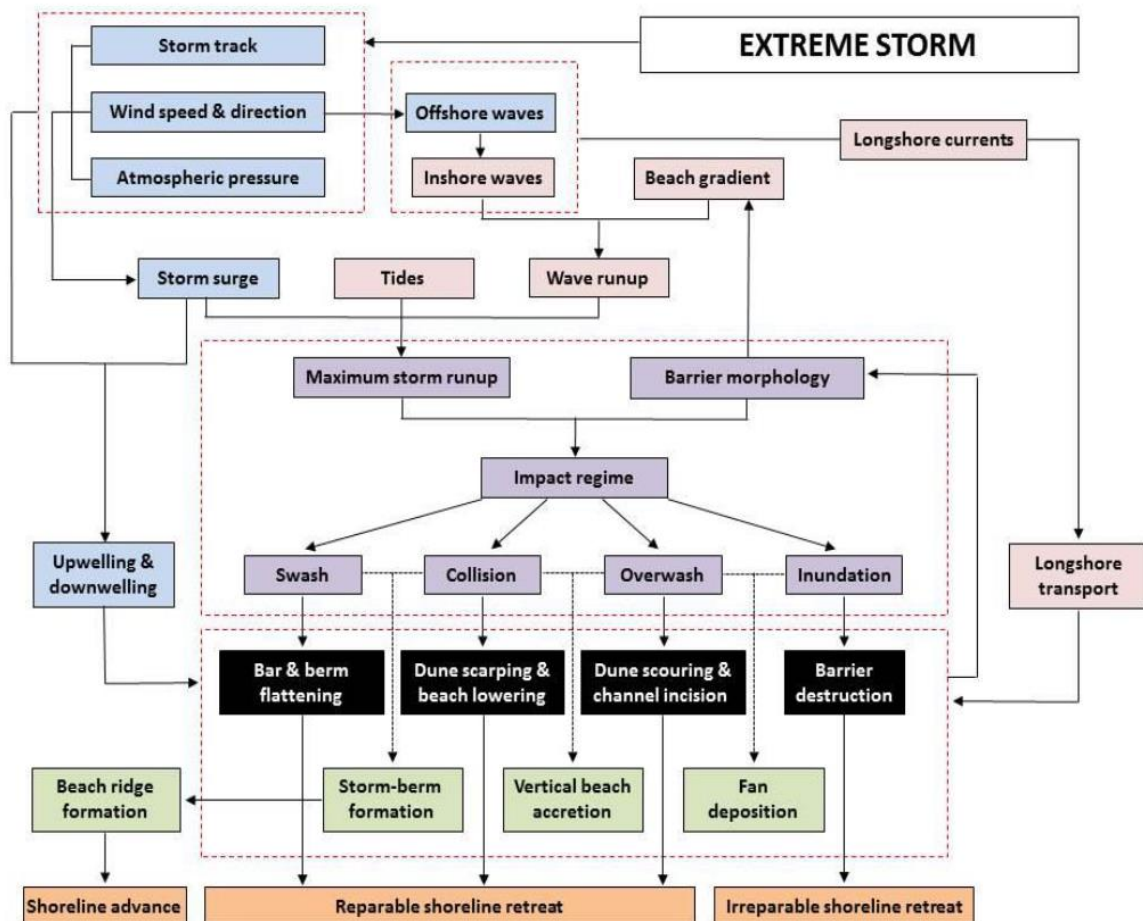 EXTREME STORM
Storm track
Wind speed & direction
Atmospheric pressure
Offshore waves
Inshore waves
Longshore currents
Beach gradient
Storm surge
Tides
Wave runup
Maximum storm runup
Barrier morphology
Impact regime
Upwelling &
downwelling
Swash
Collision
Overwash
Inundation
Longshore
transport
Bar & berm
flattening
Dune scarping &
beach lowering
Dune scouring &
channel incision
Barrier
destruction
Beach ridge
formation
Storm-berm
formation
Vertical beach
accretion
Fan
deposition
Shoreline advance
Reparable shoreline retreat
Irreparable shoreline retreat